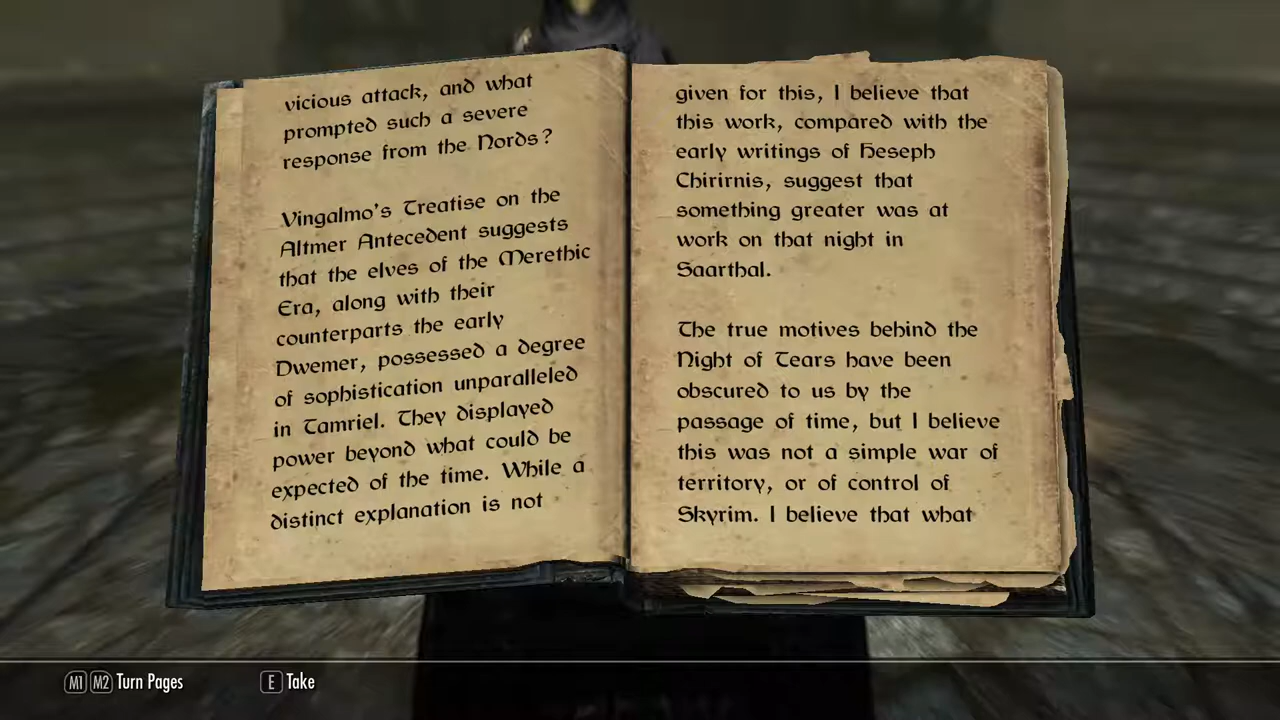 vicious attack, and what
prompted such a severe
response from the Nords?
Vingalmo's Treatise on the
Altmer Antecedent suggests
that the elves of the Merethic
Era, along with their
counterparts the early
Dwemer, possessed a degree
of sophistication unparalleled
in Tamriel. They displayed
power beyond what could be
expected of the time. While a
distinct explanation is not
given for this, I believe that
this work, compared with the
early writings of Heseph
Chirirnis, suggest that
something greater was at
work on that night in
Saarthal.
The true motives behind the
Night of Tears have been
obscured to us by the
passage of time, but I believe
this was not a simple war of
territory, or of control of
Skyrim. I believe that what
M1 M2 Turn Pages
E Take